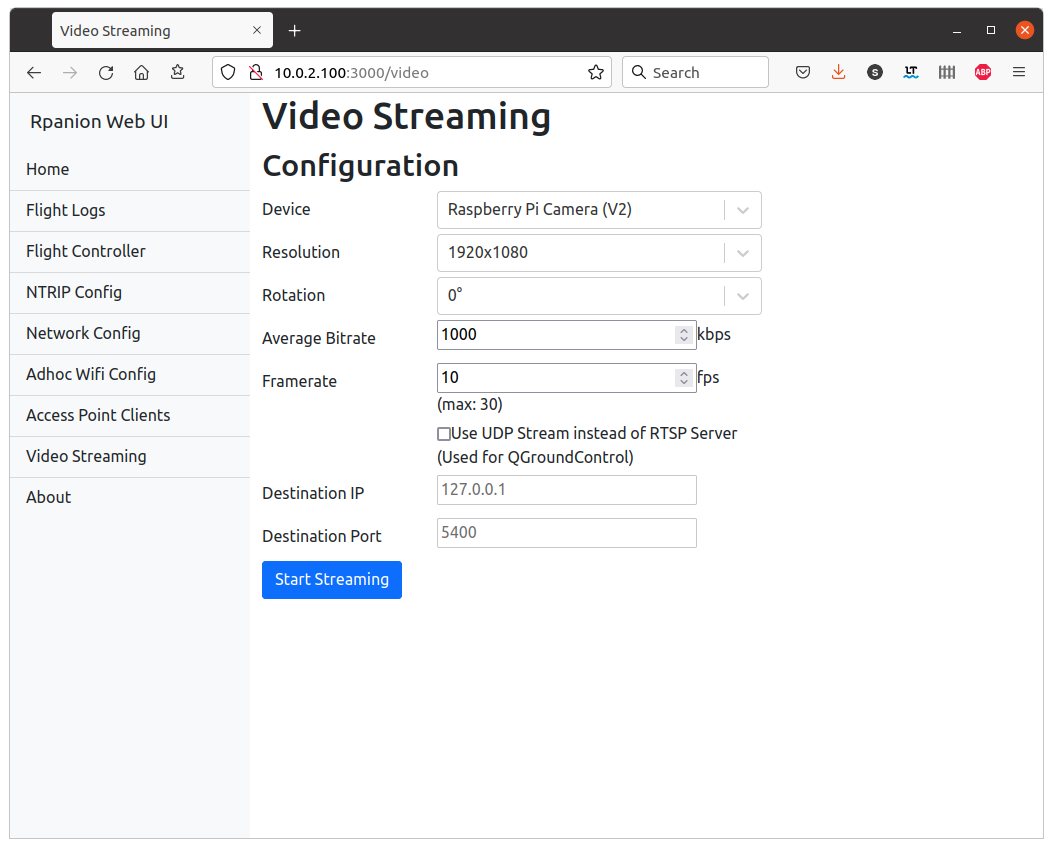 Video Streaming
10.0.2.100:3000/video
Search
S
LT
ABP
Rpanion Web UI
Home
Flight Logs
Flight Controller
NTRIP Config
Network Config
Adhoc Wifi Config
Access Point Clients
Video Streaming
About
Video Streaming
Configuration
Device Raspberry Pi Camera (V2)
Resolution 1920x1080
Rotation 0°
Average Bitrate 1000 kbps
Framerate 10 fps
(max: 30)
Use UDP Stream instead of RTSP Server
(Used for QGroundControl)
Destination IP 127.0.0.1
Destination Port 5400
Start Streaming